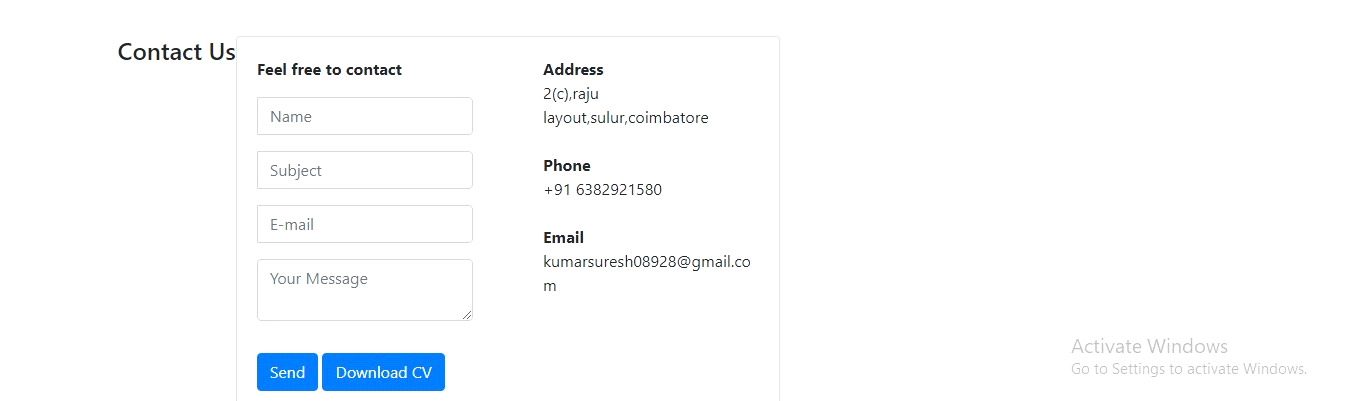 Contact Us
Feel free to contact
Name
Subject
E-mail
Your Message
Send
Download CV
Address
2(c),raju
layout,sulur,coimbatore
Phone
+91 6382921580
Email
kumarsuresh08928@gmail.co
m
Activate Windows
Go to Settings to activate Windows.